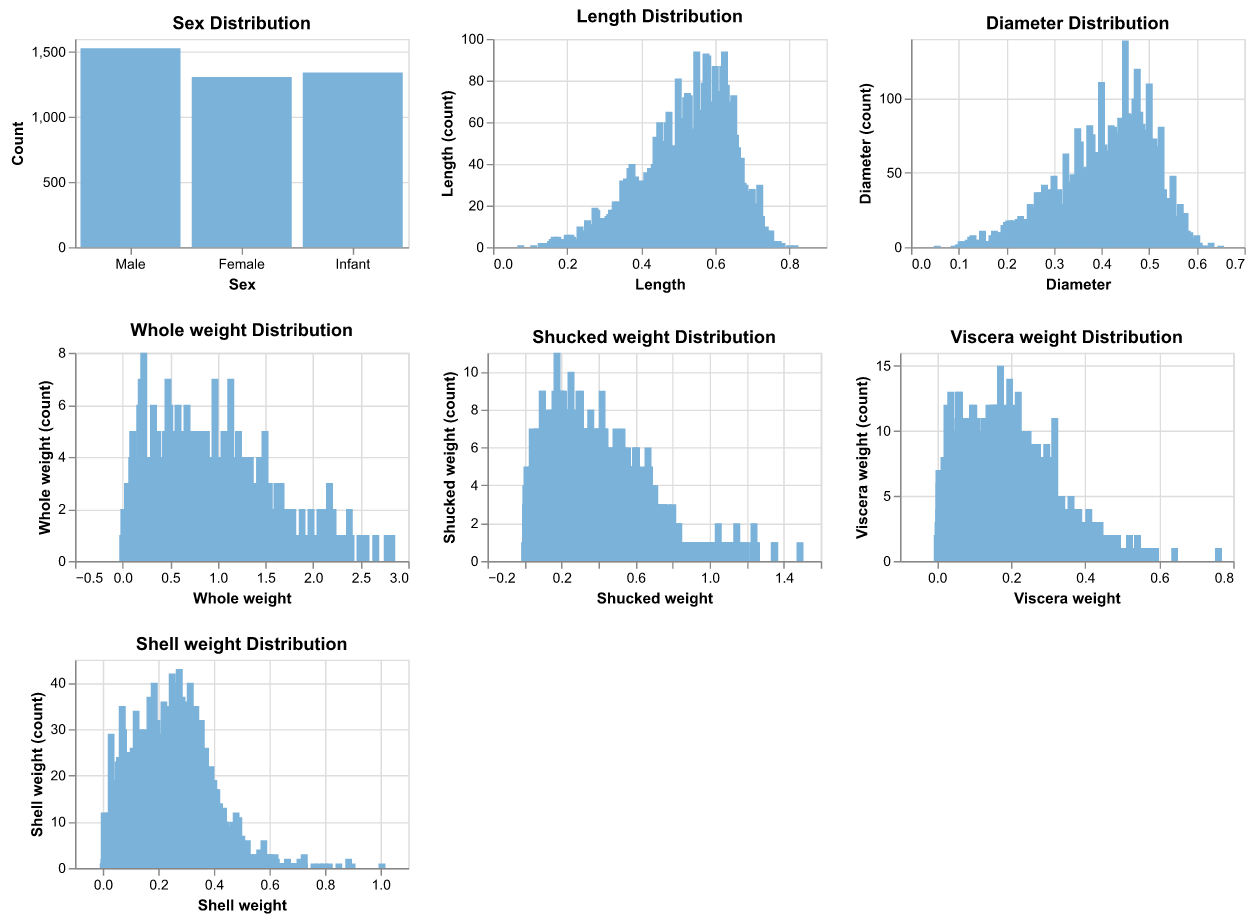 Sex Distribution
1,500
1,000
500
0
Count
Male Female Infant
Sex
Length Distribution
100
80
60
40
20
0
Length (count)
0.0 0.2 0.4 0.6 0.8
Length
Diameter Distribution
100
50
0
Diameter (count)
0.0 0.1 0.2 0.3 0.4 0.5 0.6 0.7
Diameter
Whole weight Distribution
8
6
4
2
0
Whole weight (count)
−0.5 0.0 0.5 1.0 1.5 2.0 2.5 3.0
Whole weight
Shucked weight Distribution
10
8
6
4
2
0
Shucked weight (count)
−0.2 0.2 0.6 1.0 1.4
Shucked weight
Viscera weight Distribution
15
10
5
0
Viscera weight (count)
0.0 0.2 0.4 0.6 0.8
Viscera weight
Shell weight Distribution
40
30
20
10
0
Shell weight (count)
0.0 0.2 0.4 0.6 0.8 1.0
Shell weight